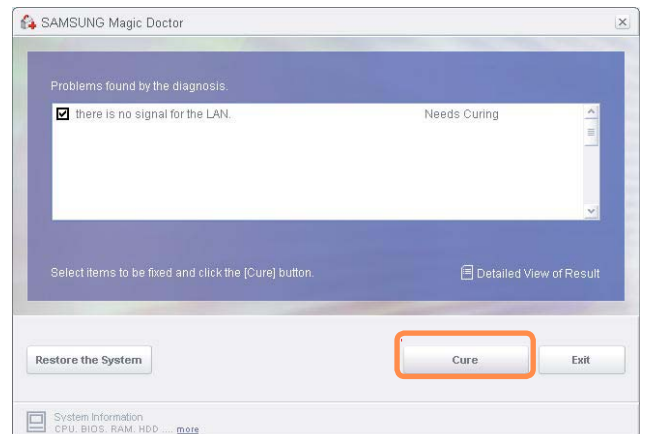 SAMSUNG Magic Doctor
Problems found by the diagnosis.
there is no signal for the LAN. Needs Curing
Select items to be fixed and click the [Cure] button. Detailed View of Result
Restore the System Cure Exit
System Information
CPU. BIOS. RAM. HDD .... more